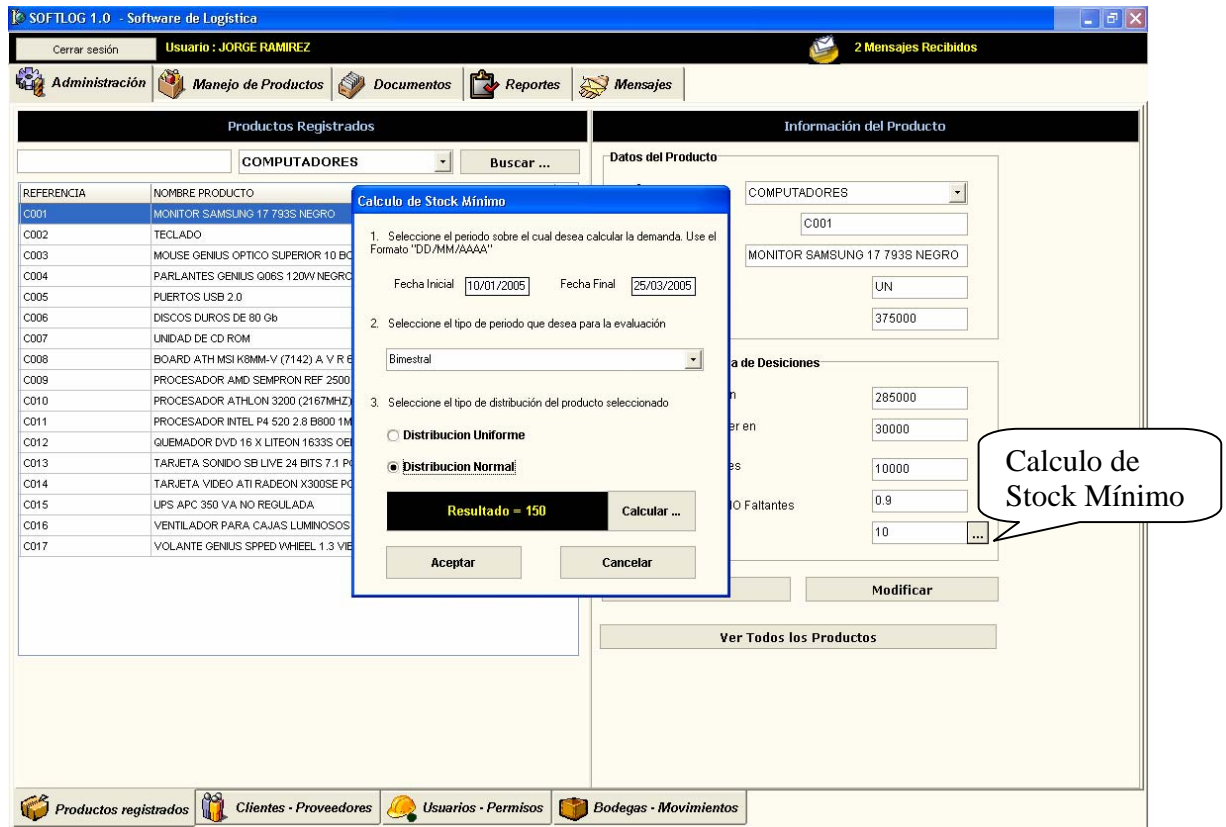 SOFTLOG 1.0 - Software de Logística
Cerrar sesión
Usuario : JORGE RAMIREZ
2 Mensajes Recibidos
Administración
Manejo de Productos
Documentos
Reportes
Mensajes
Productos Registrados
COMPUTADORES
Buscar ...
REFERENCIA NOMBRE PRODUCTO
C001 MONITOR SAMSUNG 17 793S NEGRO
C002 TECLADO
C003 MOUSE GENIUS OPTICO SUPERIOR 10 BO
C004 PARLANTES GENIUS Q06S 120W NEGRO
C005 PUERTOS USB 2.0
C006 DISCOS DUROS DE 80 Gb
C007 UNIDAD DE CD ROM
C008 BOARD ATH MSI K8MM-V (7142) A V R 6
C009 PROCESADOR AMD SEMPRON REF 2500
C010 PROCESADOR ATHLON 3200 (2167MHZ)
C011 PROCESADOR INTEL P4 520 2.8 B800 1M
C012 QUEMADOR DVD 16 X LITEON 1633S OE
C013 TARJETA SONIDO SB LIVE 24 BITS 7.1 P
C014 TARJETA VIDEO ATI RADEON X300SE PC
C015 UPS APC 350 VA NO REGULADA
C016 VENTILADOR PARA CAJAS LUMINOSOS
C017 VOLANTE GENIUS SPPED WHIEEL 1.3 VIE
Calculo de Stock Mínimo
1. Seleccione el periodo sobre el cual desea calcular la demanda. Use el
Formato "DD/MM/AAAA"
Fecha Inicial 10/01/2005 Fecha Final 25/03/2005
2. Seleccione el tipo de periodo que desea para la evaluación
Bimestral
3. Seleccione el tipo de distribución del producto seleccionado
Distribucion Uniforme
Distribucion Normal
Resultado = 150
Calcular ...
Aceptar
Cancelar
Información del Producto
Datos del Producto
COMPUTADORES
C001
MONITOR SAMSUNG 17 793S NEGRO
UN
375000
a de Desiciones
n 285000
er en 30000
es 10000
IO Faltantes 0.9
10 ...
Modificar
Ver Todos los Productos
Calculo de
Stock Mínimo
Productos registrados
Clientes - Proveedores
Usuarios - Permisos
Bodegas - Movimientos